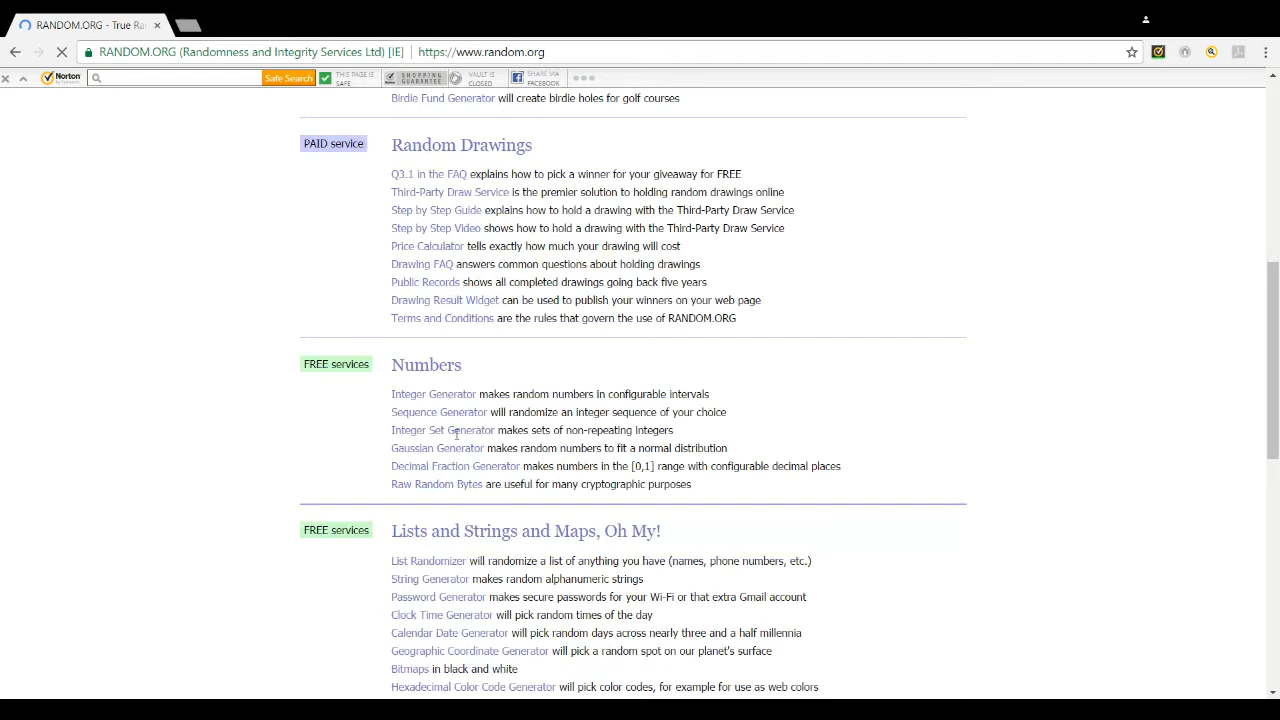 RANDOM.ORG - True Ra
RANDOM.ORG (Randomness and Integrity Services Ltd) [IE] https://www.random.org
Norton Safe Search THIS PAGE IS SAFE SHOPPING GUARANTEE VAULT IS CLOSED SHARE VIA FACEBOOK
Birdie Fund Generator will create birdie holes for golf courses
PAID service Random Drawings
Q3.1 in the FAQ explains how to pick a winner for your giveaway for FREE
Third-Party Draw Service is the premier solution to holding random drawings online
Step by Step Guide explains how to hold a drawing with the Third-Party Draw Service
Step by Step Video shows how to hold a drawing with the Third-Party Draw Service
Price Calculator tells exactly how much your drawing will cost
Drawing FAQ answers common questions about holding drawings
Public Records shows all completed drawings going back five years
Drawing Result Widget can be used to publish your winners on your web page
Terms and Conditions are the rules that govern the use of RANDOM.ORG
FREE services Numbers
Integer Generator makes random numbers in configurable intervals
Sequence Generator will randomize an integer sequence of your choice
Integer Set Generator makes sets of non-repeating integers
Gaussian Generator makes random numbers to fit a normal distribution
Decimal Fraction Generator makes numbers in the [0,1] range with configurable decimal places
Raw Random Bytes are useful for many cryptographic purposes
FREE services Lists and Strings and Maps, Oh My!
List Randomizer will randomize a list of anything you have (names, phone numbers, etc.)
String Generator makes random alphanumeric strings
Password Generator makes secure passwords for your Wi-Fi or that extra Gmail account
Clock Time Generator will pick random times of the day
Calendar Date Generator will pick random days across nearly three and a half millennia
Geographic Coordinate Generator will pick a random spot on our planet's surface
Bitmaps in black and white
Hexadecimal Color Code Generator will pick color codes, for example for use as web colors